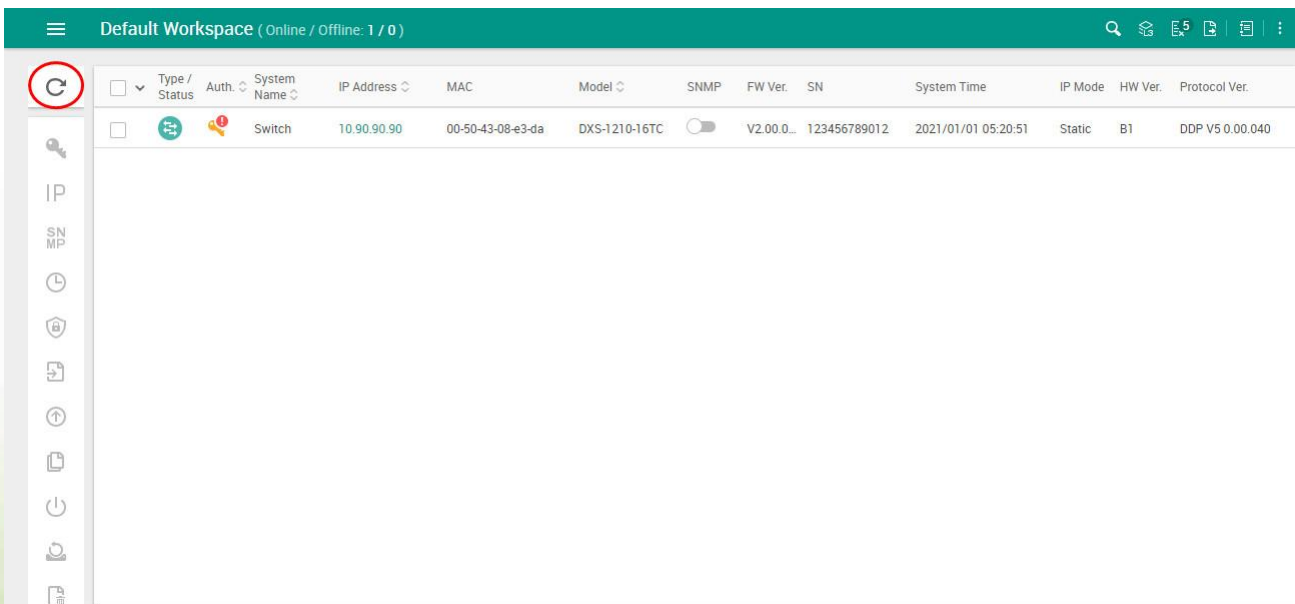 Default Workspace ( Online / Offline: 1 / 0 )
5
Type / Status Auth. System Name IP Address MAC Model SNMP FW Ver. SN System Time IP Mode HW Ver. Protocol Ver.
Switch 10.90.90.90 00-50-43-08-e3-da DXS-1210-16TC V2.00.0... 123456789012 2021/01/01 05:20:51 Static B1 DDP V5 0.00.040
IP
SN
MP